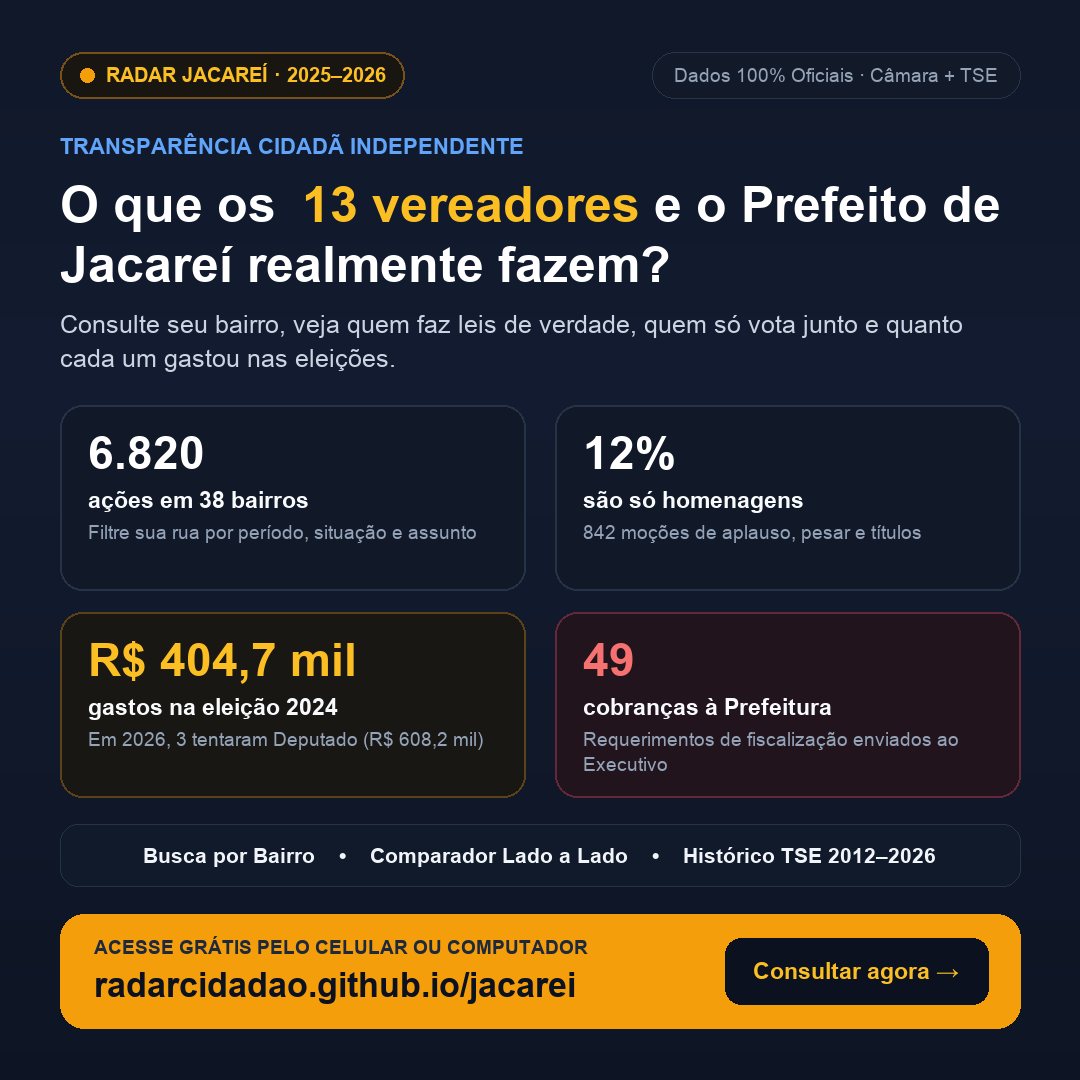 RADAR JACAREÍ · 2025–2026
Dados 100% Oficiais · Câmara + TSE
TRANSPARÊNCIA CIDADÃ INDEPENDENTE
O que os 13 vereadores e o Prefeito de
Jacareí realmente fazem?
Consulte seu bairro, veja quem faz leis de verdade, quem só vota junto e quanto
cada um gastou nas eleições.
6.820
ações em 38 bairros
Filtre sua rua por período, situação e assunto
12%
são só homenagens
842 moções de aplauso, pesar e títulos
R$ 404,7 mil
gastos na eleição 2024
Em 2026, 3 tentaram Deputado (R$ 608,2 mil)
49
cobranças à Prefeitura
Requerimentos de fiscalização enviados ao
Executivo
Busca por Bairro • Comparador Lado a Lado • Histórico TSE 2012–2026
ACESSE GRÁTIS PELO CELULAR OU COMPUTADOR
radarcidadao.github.io/jacarei
Consultar agora →